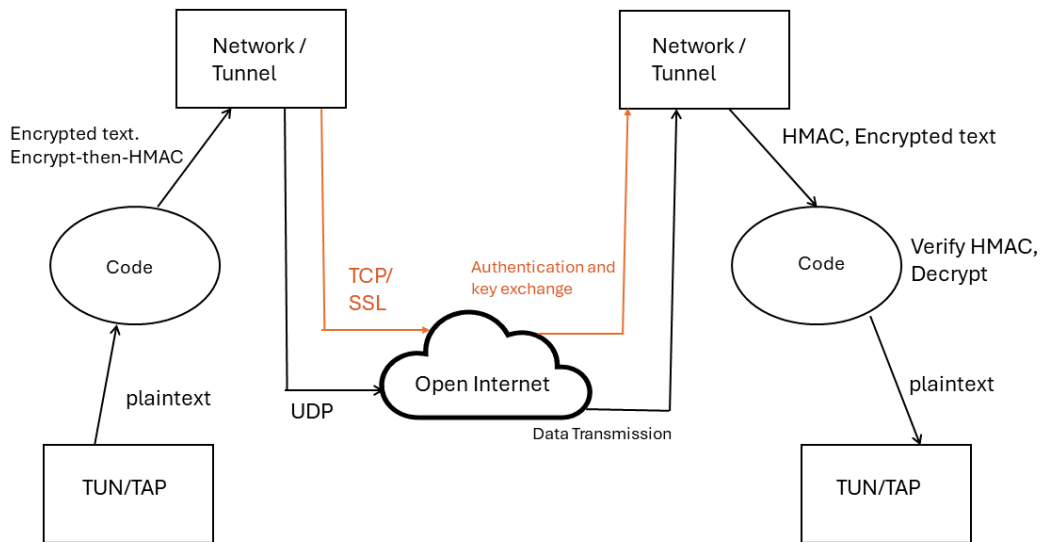 Network /
Tunnel
Network /
Tunnel
Encrypted text.
Encrypt-then-HMAC
HMAC, Encrypted text
Code
TCP/
SSL
Authentication and
key exchange
Code
Verify HMAC,
Decrypt
Open Internet
plaintext
UDP
Data Transmission
plaintext
TUN/TAP
TUN/TAP